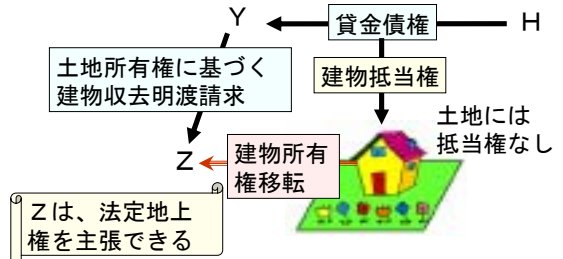 Y
貸金債権
H
土地所有権に基づく
建物収去明渡請求
建物抵当権
土地には
抵当権なし
Z
建物所有
権移転
Ｚは、法定地上
権を主張できる